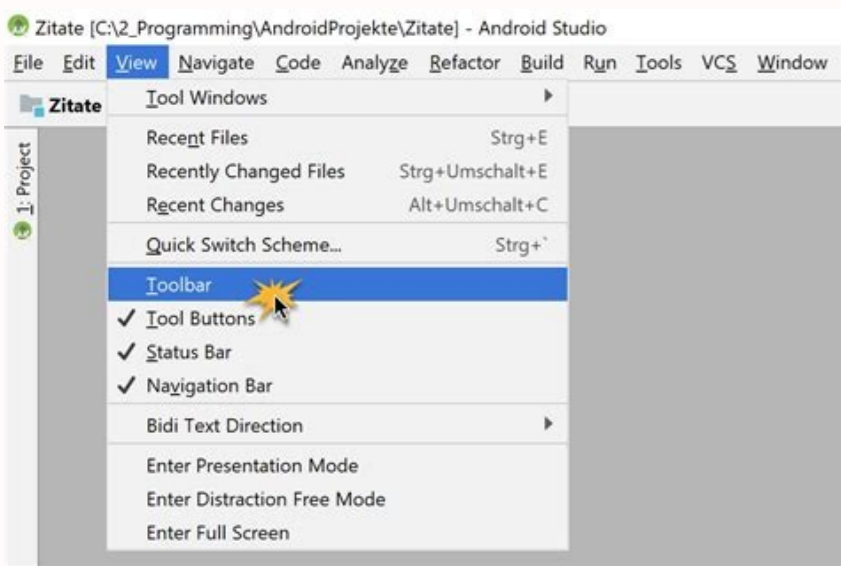 Zitate [C:\2_Programming\AndroidProjekte\Zitate] - Android Studio
File Edit View Navigate Code Analyze Refactor Build Run Tools VCS Window
Zitate
1: Project
Tool Windows
Recent Files Strg+E
Recently Changed Files Strg+Umschalt+E
Recent Changes Alt+Umschalt+C
Quick Switch Scheme... Strg+`
Toolbar
✓ Tool Buttons
✓ Status Bar
✓ Navigation Bar
Bidi Text Direction
Enter Presentation Mode
Enter Distraction Free Mode
Enter Full Screen